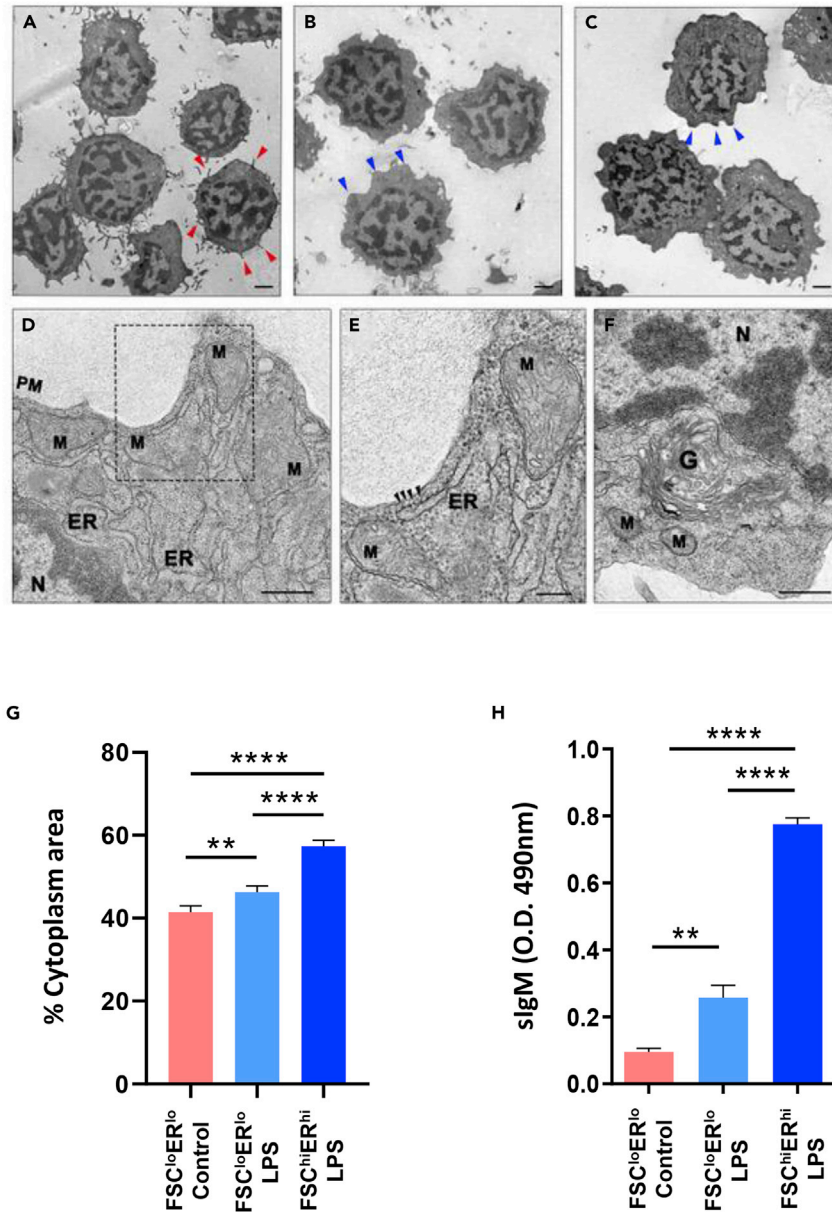 A
B
C
D
M
PM
M
M
M
ER
ER
N
E
M
ER
M
F
N
G
M
M
G
80
60
40
20
0
% Cytoplasm area
****
****
**
FSCloERlo
Control
FSCloERlo
LPS
FSChiERhi
LPS
H
1.0
0.8
0.6
0.4
0.2
0.0
sIgM (O.D. 490nm)
****
****
**
FSCloERlo
Control
FSCloERlo
LPS
FSChiERhi
LPS